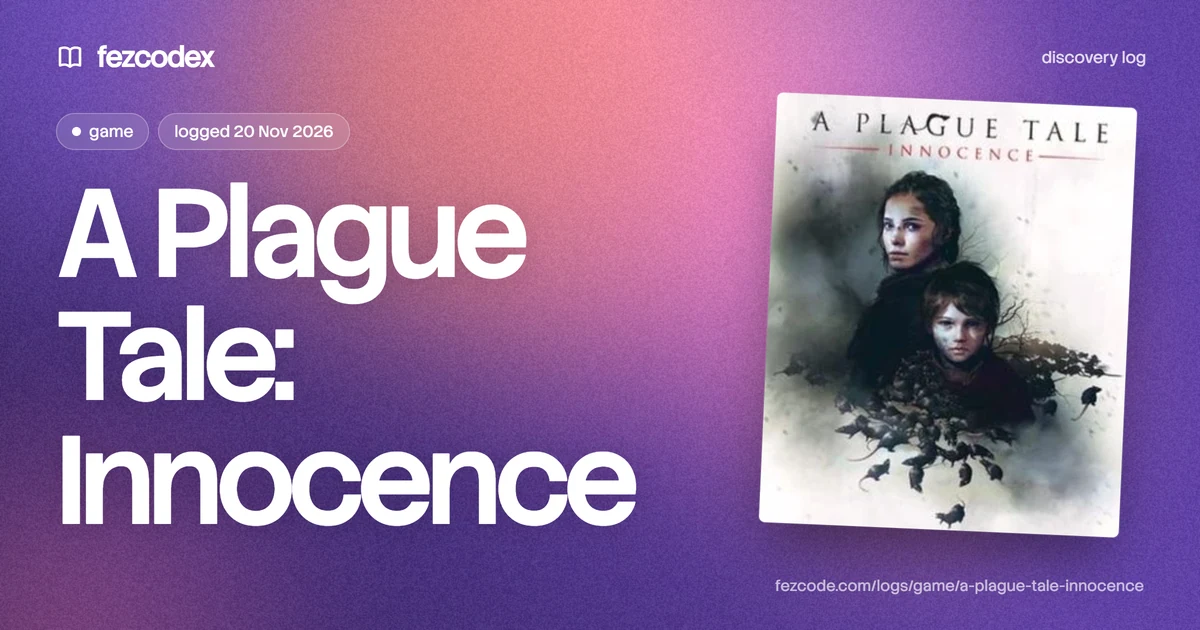 fezcodex
discovery log
game
logged 20 Nov 2026
A Plague
Tale:
Innocence
A PLAGUE TALE
INNOCENCE
fezcode.com/logs/game/a-plague-tale-innocence